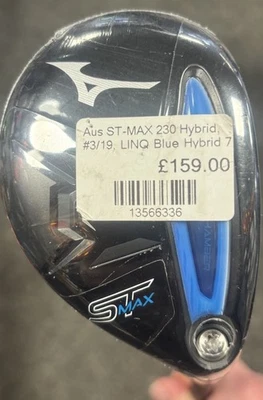 Aus ST-MAX 230 Hybrid,
#3/19, LINQ Blue Hybrid 7
£159.00
13566336
ST
MAX